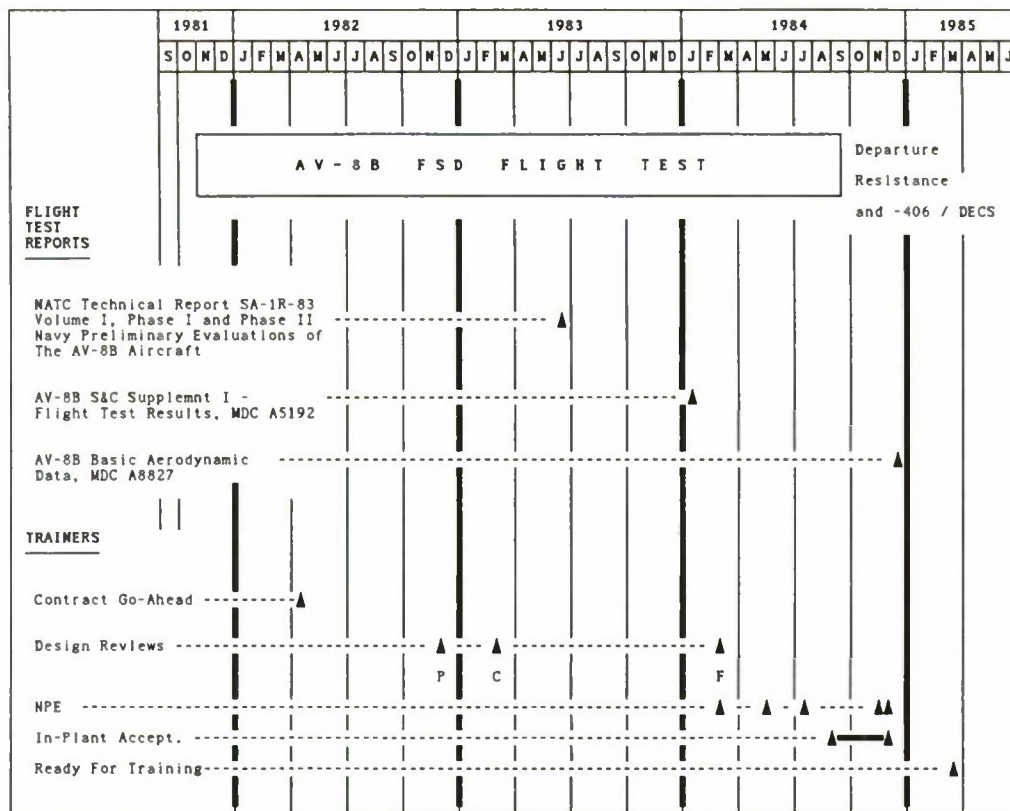 1981 1982 1983 1984 1985
S O N D J F M A M J J A S O N D J F M A M J J A S O N D J F M A M J J A S O N D J F M A M J
AV-8B FSD FLIGHT TEST
Departure
Resistance
and -406 / DECS
FLIGHT
TEST
REPORTS
NATC Technical Report SA-1R-83
Volume I, Phase I and Phase II
Navy Preliminary Evaluations of
The AV-8B Aircraft
AV-8B S&C Supplemnt I -
Flight Test Results, MDC A5192
AV-8B Basic Aerodynamic
Data, MDC A8827
TRAINERS
Contract Go-Ahead
Design Reviews
P C F
NPE
In-Plant Accept.
Ready For Training